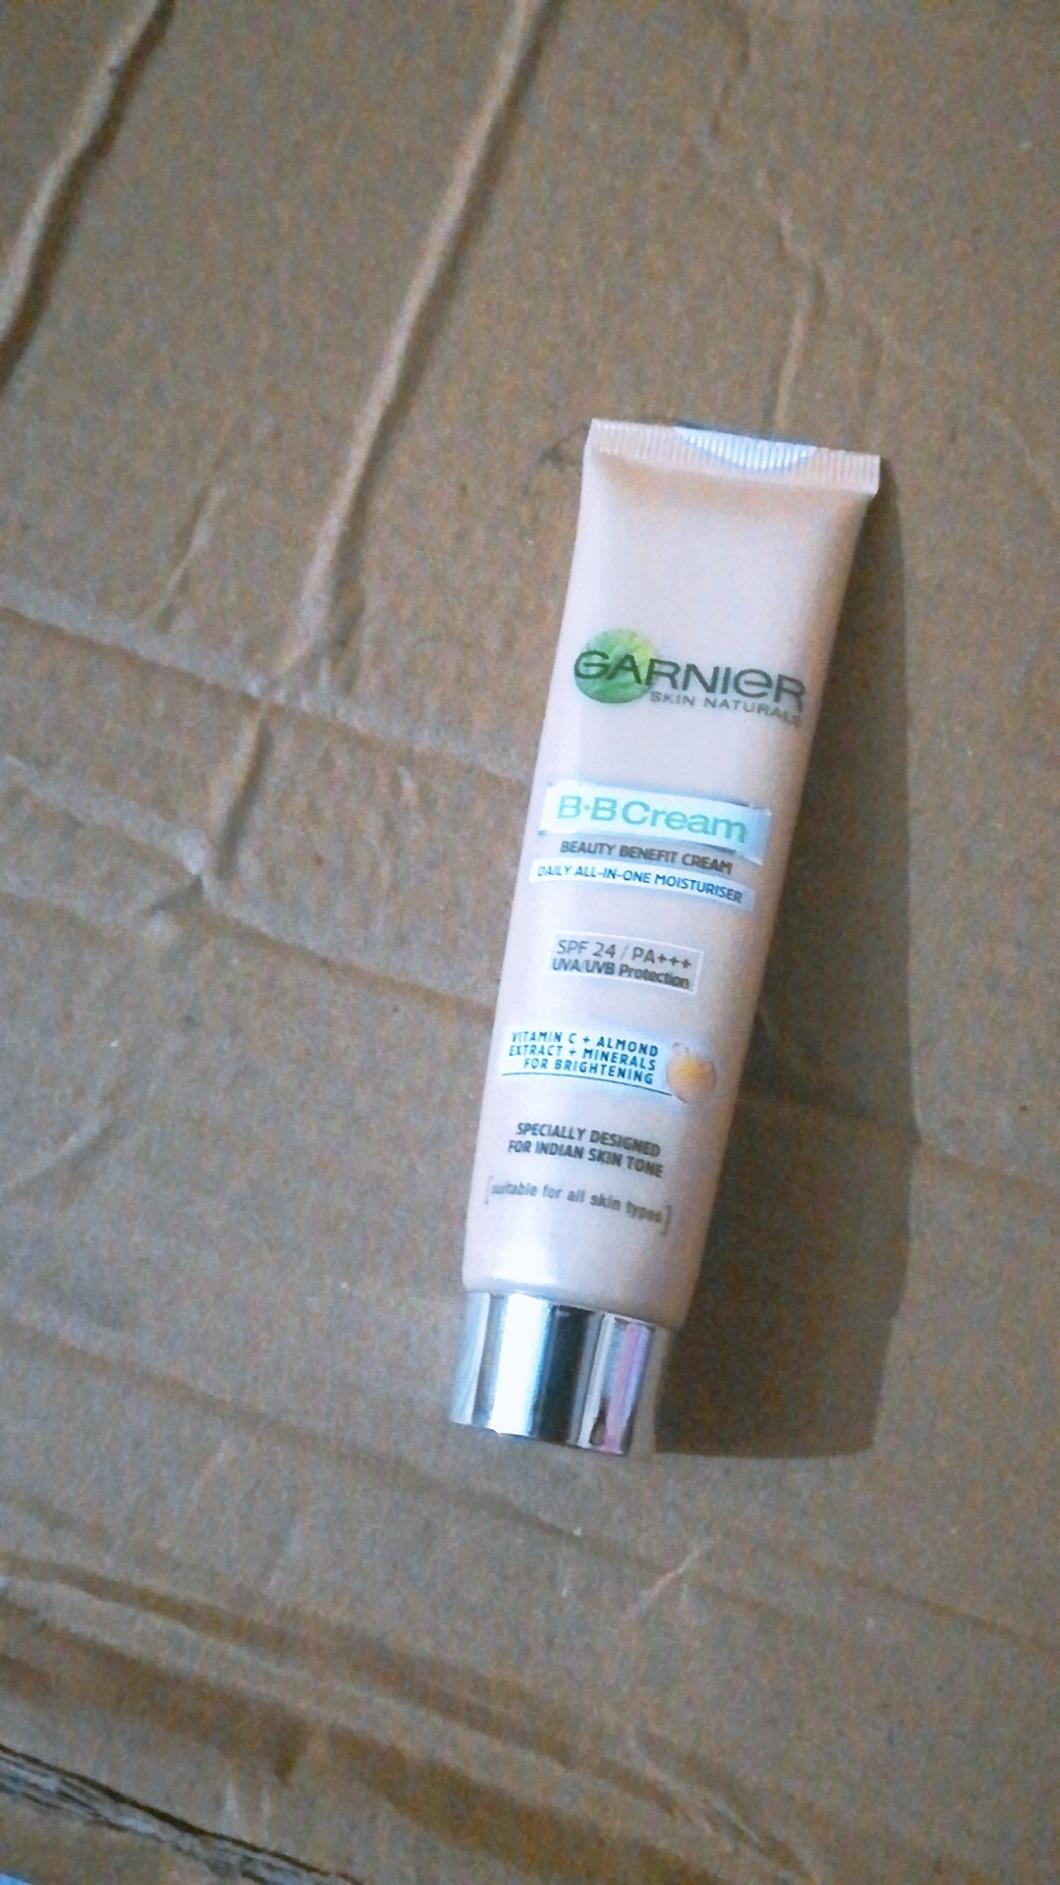 GARNIER
SKIN NATURALS
B·B Cream
BEAUTY BENEFIT CREAM
DAILY ALL-IN-ONE MOISTURISER
SPF 24 / PA+++
UVA/UVB Protection
VITAMIN C + ALMOND
EXTRACT + MINERALS
FOR BRIGHTENING
SPECIALLY DESIGNED
FOR INDIAN SKIN TONE
[suitable for all skin types]